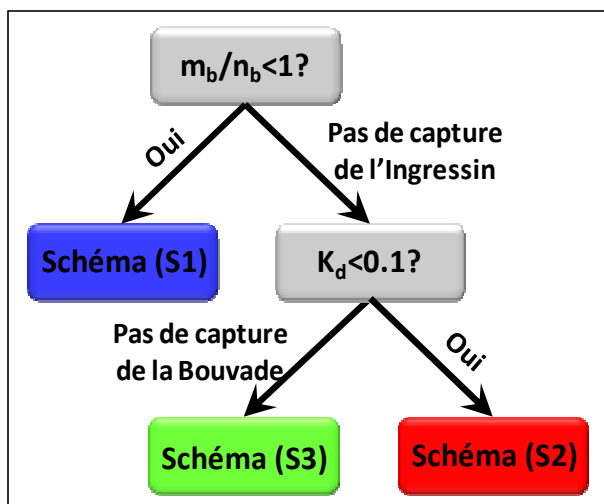 m_b/n_b<1?
Oui
Pas de capture
de l'Ingressin
Schéma (S1)
K_d<0.1?
Pas de capture
de la Bouvade
Oui
Schéma (S3)
Schéma (S2)